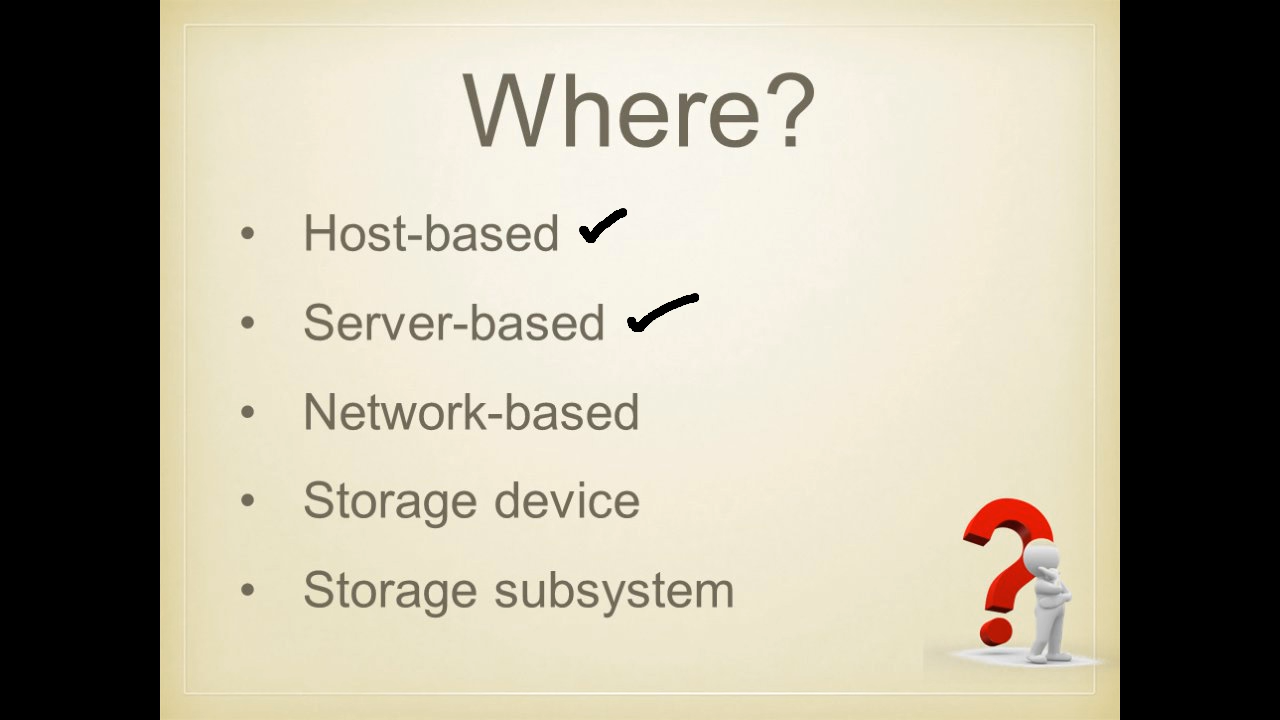 Where?
• Host-based ✓
• Server-based ✓
• Network-based
• Storage device
• Storage subsystem